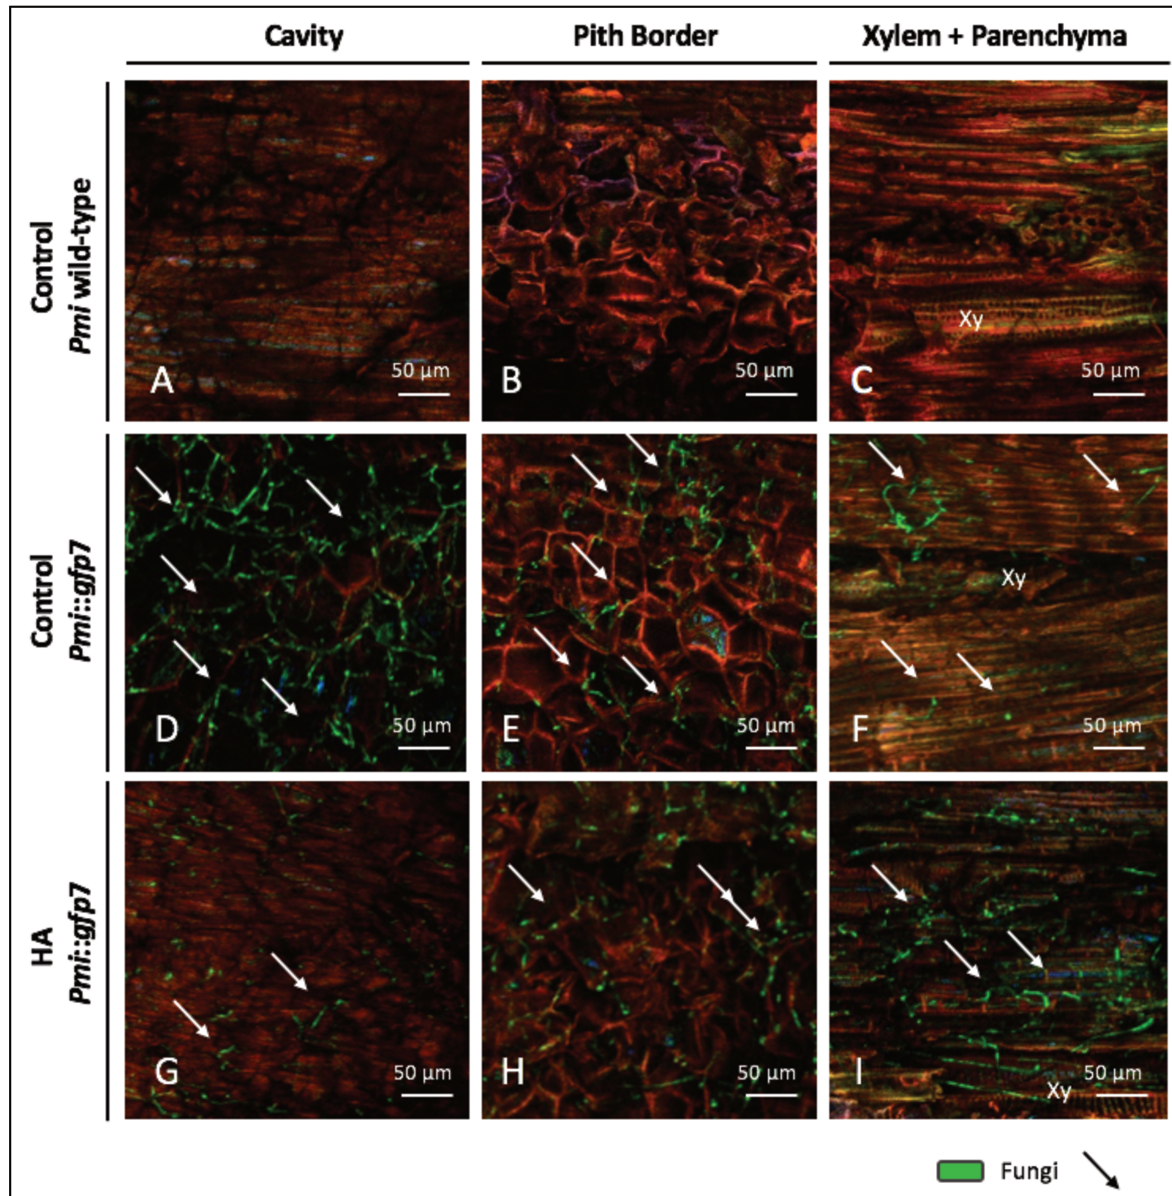 Cavity Pith Border Xylem + Parenchyma
Control
Pmi wild-type
A 50 µm B 50 µm C 50 µm
Xy
Control
Pmi::gfp7
D 50 µm E 50 µm F 50 µm
Xy
HA
Pmi::gfp7
G 50 µm H 50 µm I 50 µm
Xy
Fungi